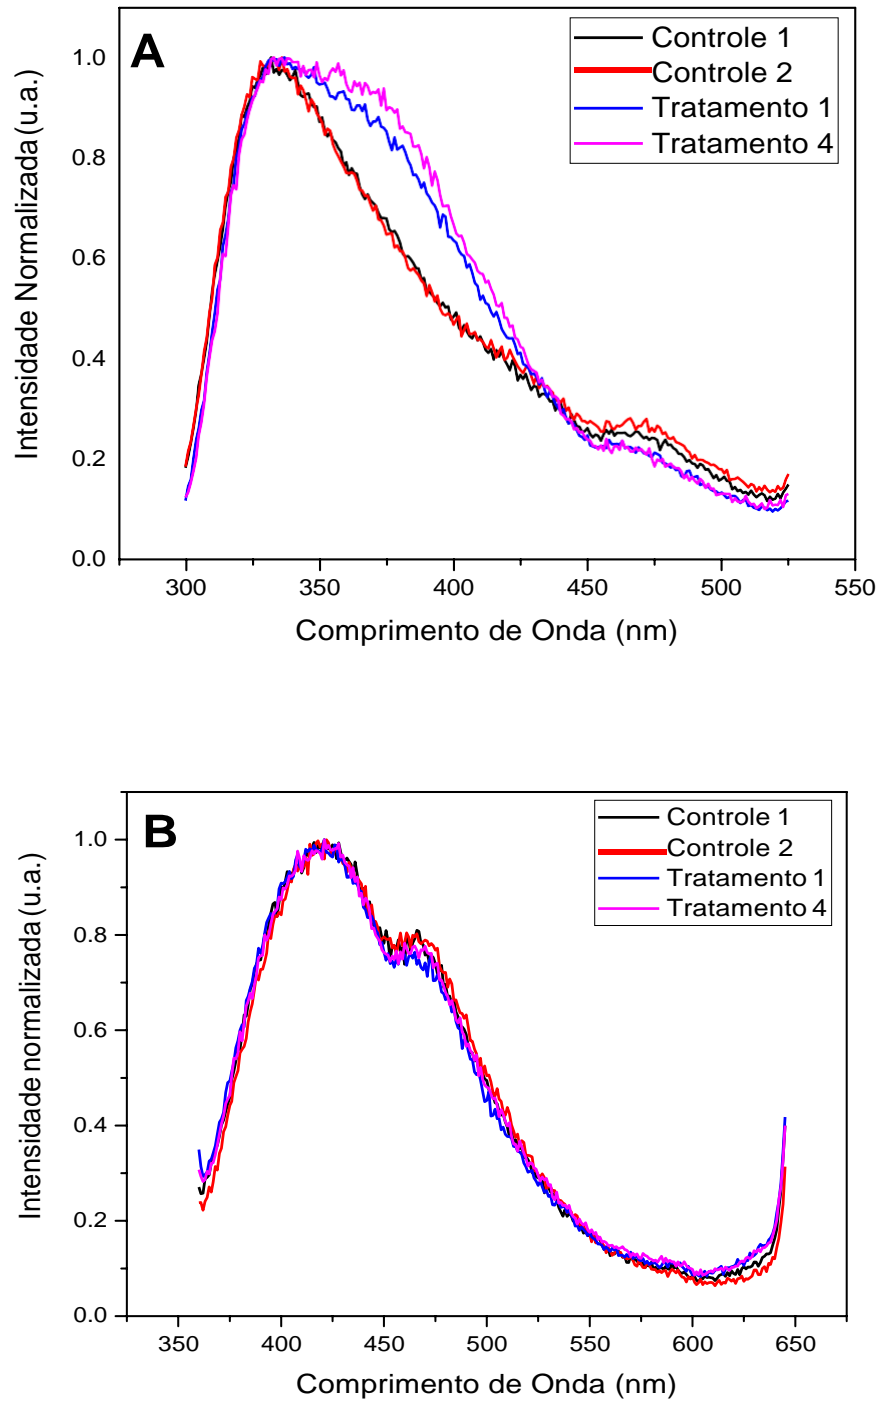 A
Controle 1
Controle 2
Tratamento 1
Tratamento 4
Intensidade Normalizada (u.a.)
1.0
0.8
0.6
0.4
0.2
0.0
300 350 400 450 500 550
Comprimento de Onda (nm)
B
Controle 1
Controle 2
Tratamento 1
Tratamento 4
Intensidade normalizada (u.a.)
1.0
0.8
0.6
0.4
0.2
0.0
350 400 450 500 550 600 650
Comprimento de Onda (nm)